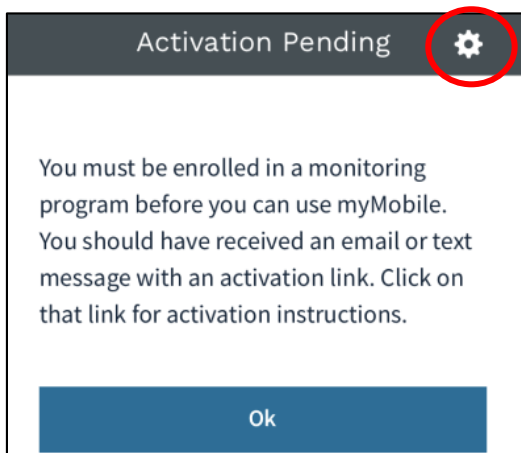 Activation Pending
You must be enrolled in a monitoring
program before you can use myMobile.
You should have received an email or text
message with an activation link. Click on
that link for activation instructions.
Ok